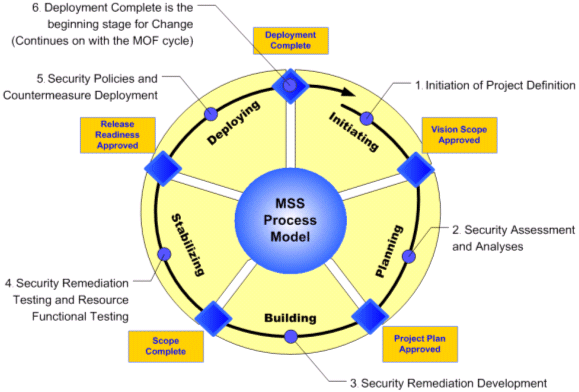 6. Deployment Complete is the
beginning stage for Change
(Continues on with the MOF cycle)
Deployment
Complete
5. Security Policies and
Countermeasure Deployment
1. Initiation of Project Definition
Release
Readiness
Approved
Deploying
Initiating
Vision Scope
Approved
MSS
Process
Model
Stabilizing
Planning
2. Security Assessment
and Analyses
4. Security Remediation
Testing and Resource
Functional Testing
Building
Scope
Complete
Project Plan
Approved
3. Security Remediation Development